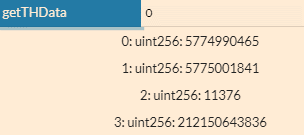 getTHData 0
0: uint256: 5774990465
1: uint256: 5775001841
2: uint256: 11376
3: uint256: 212150643836